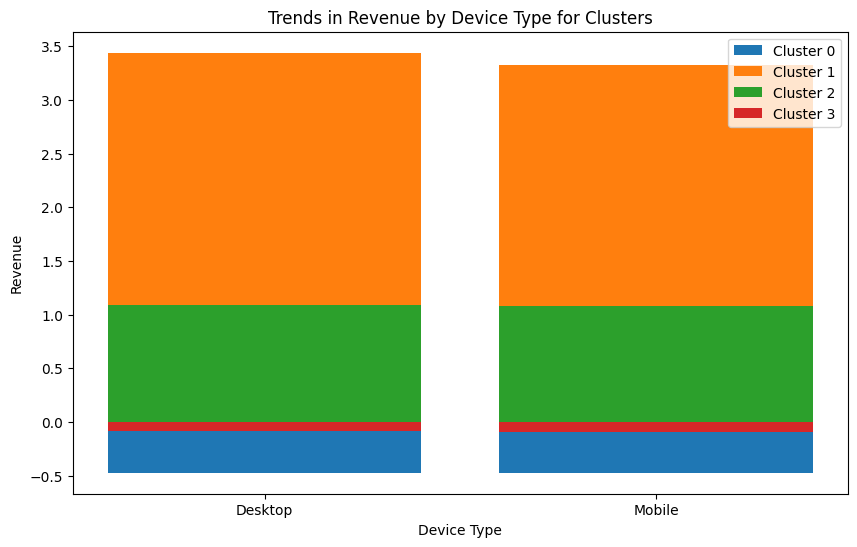 Trends in Revenue by Device Type for Clusters
Cluster 0
Cluster 1
Cluster 2
Cluster 3
Revenue
3.5
3.0
2.5
2.0
1.5
1.0
0.5
0.0
−0.5
Desktop
Mobile
Device Type